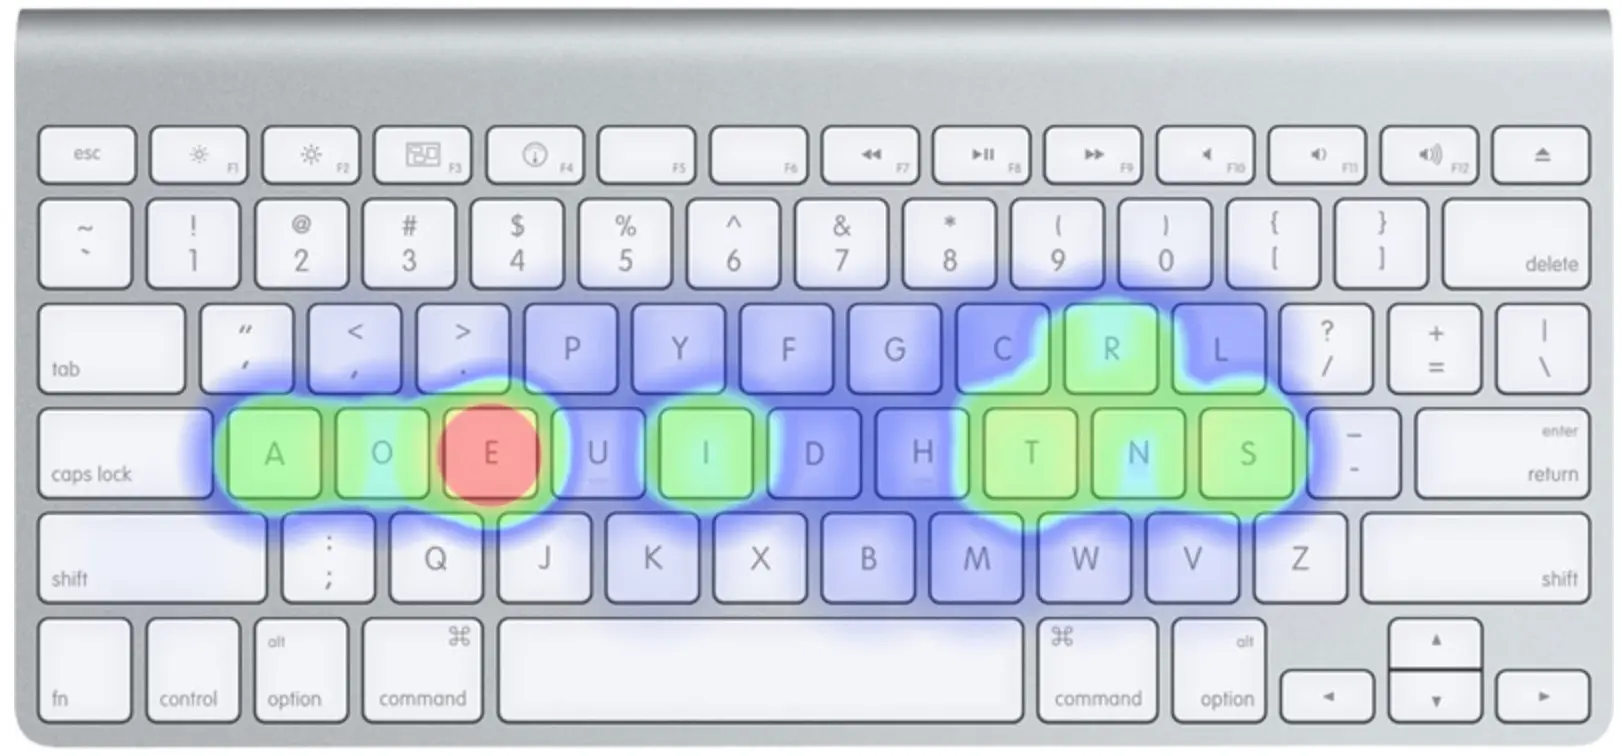 esc F1 F2 F3 F4 F5 F6 F7 F8 F9 F10 F11 F12
~ ! @ # $ % ^ & * ( ) { }
` 1 2 3 4 5 6 7 8 9 0 [ ] delete
" < > P Y F G C R L ? + |
tab ' , . / = \
A O E U I D H T N S _ enter
caps lock - return
: Q J K X B M W V Z
shift ; shift
alt ⌘ ⌘ alt
fn control option command command option